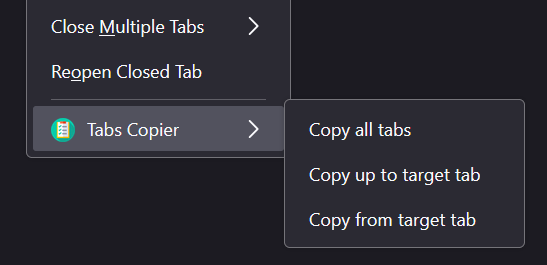 Close Multiple Tabs
Reopen Closed Tab
Tabs Copier
Copy all tabs
Copy up to target tab
Copy from target tab